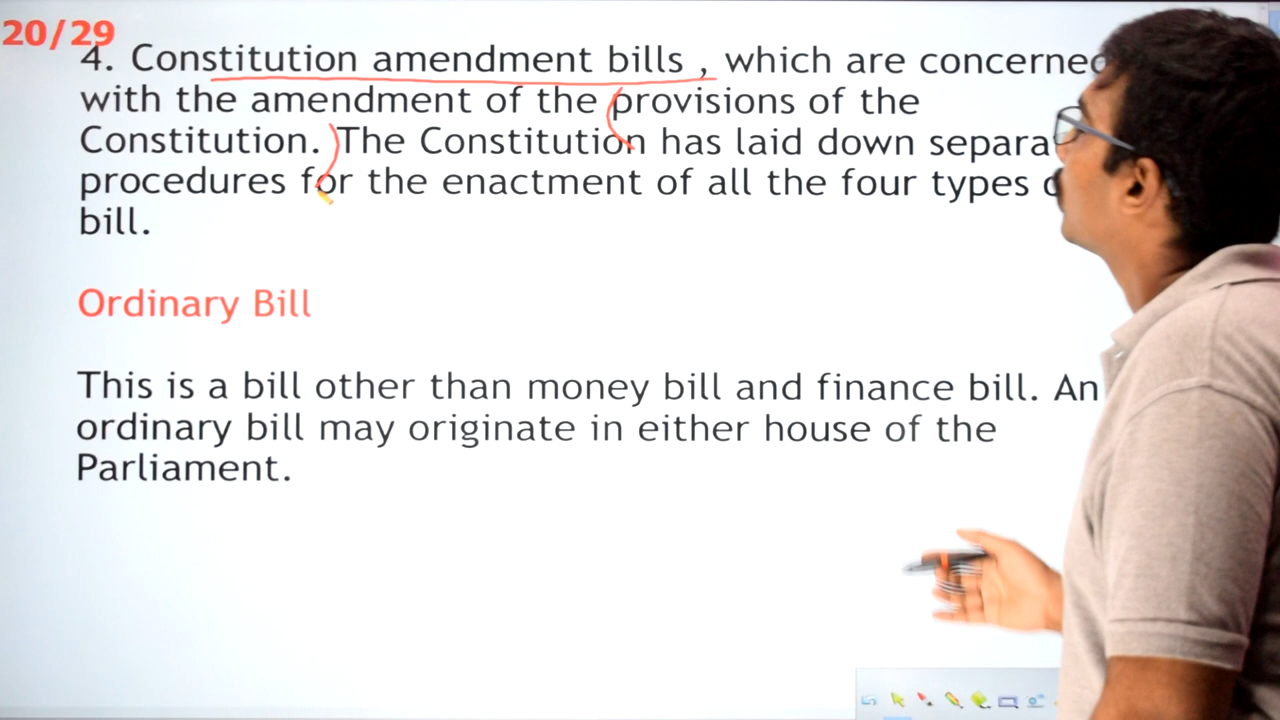 20/29
4. Constitution amendment bills , which are concerned
with the amendment of the provisions of the
Constitution. The Constitution has laid down
procedures for the enactment of all the four types
bill.
Ordinary Bill
This is a bill other than money bill and finance bill. An
ordinary bill may originate in either house of the
Parliament.